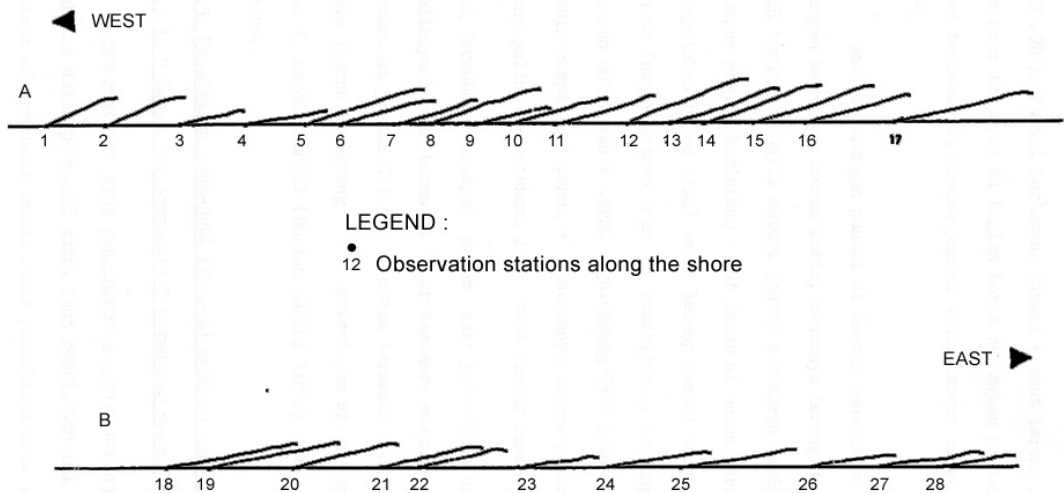 WEST
A
1 2 3 4 5 6 7 8 9 10 11 12 13 14 15 16 17
LEGEND :
12 Observation stations along the shore
EAST
B
18 19 20 21 22 23 24 25 26 27 28